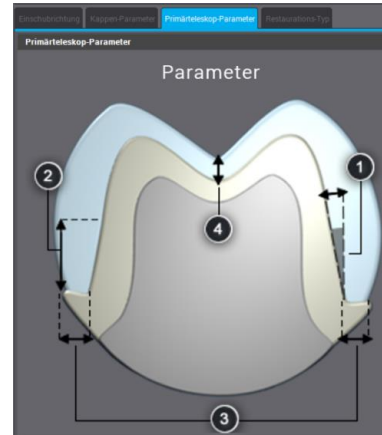 Einschubrichtung Kappen-Parameter Primärteleskop-Parameter Restaurations-Typ
Primärteleskop-Parameter
Parameter
1
2
4
3